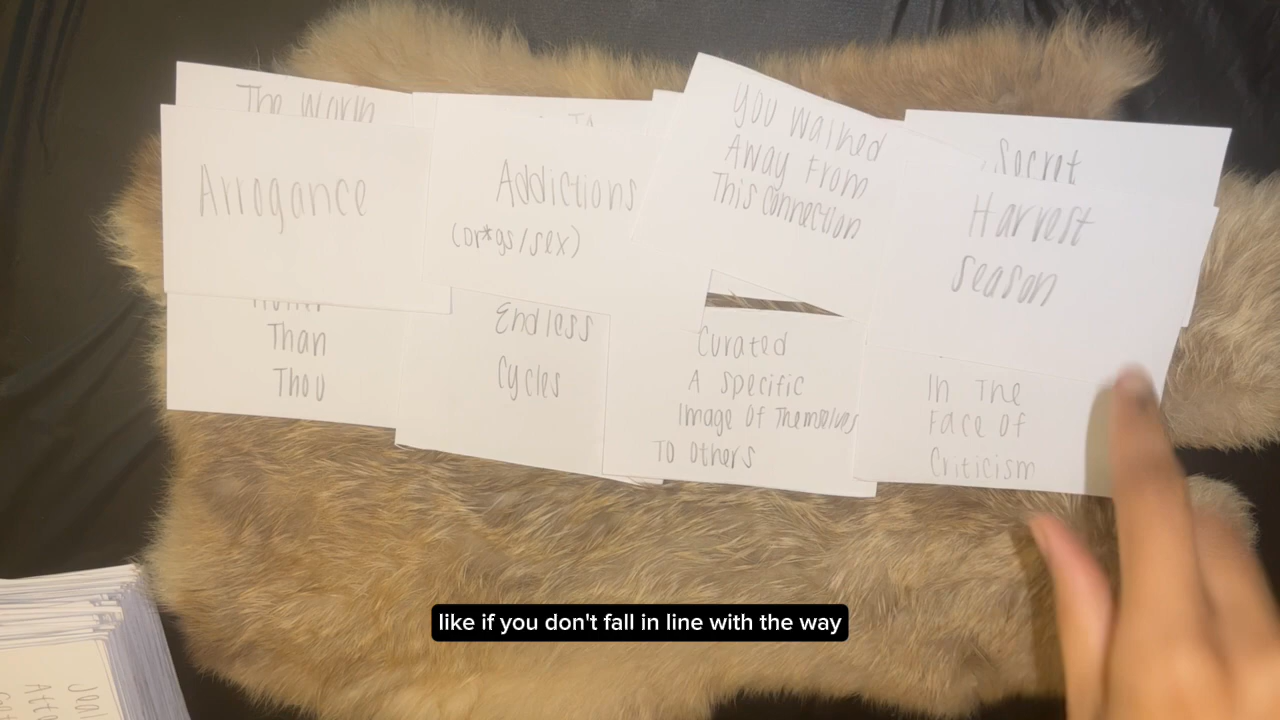 The World
Arrogance
Than
Thou
Addictions
(dr*gs/sex)
Endless
Cycles
You Walked
Away From
This Connection
Curated
A Specific
Image Of Themselves
To Others
Secret
Harvest
Season
In The
Face Of
Criticism
like if you don't fall in line with the way